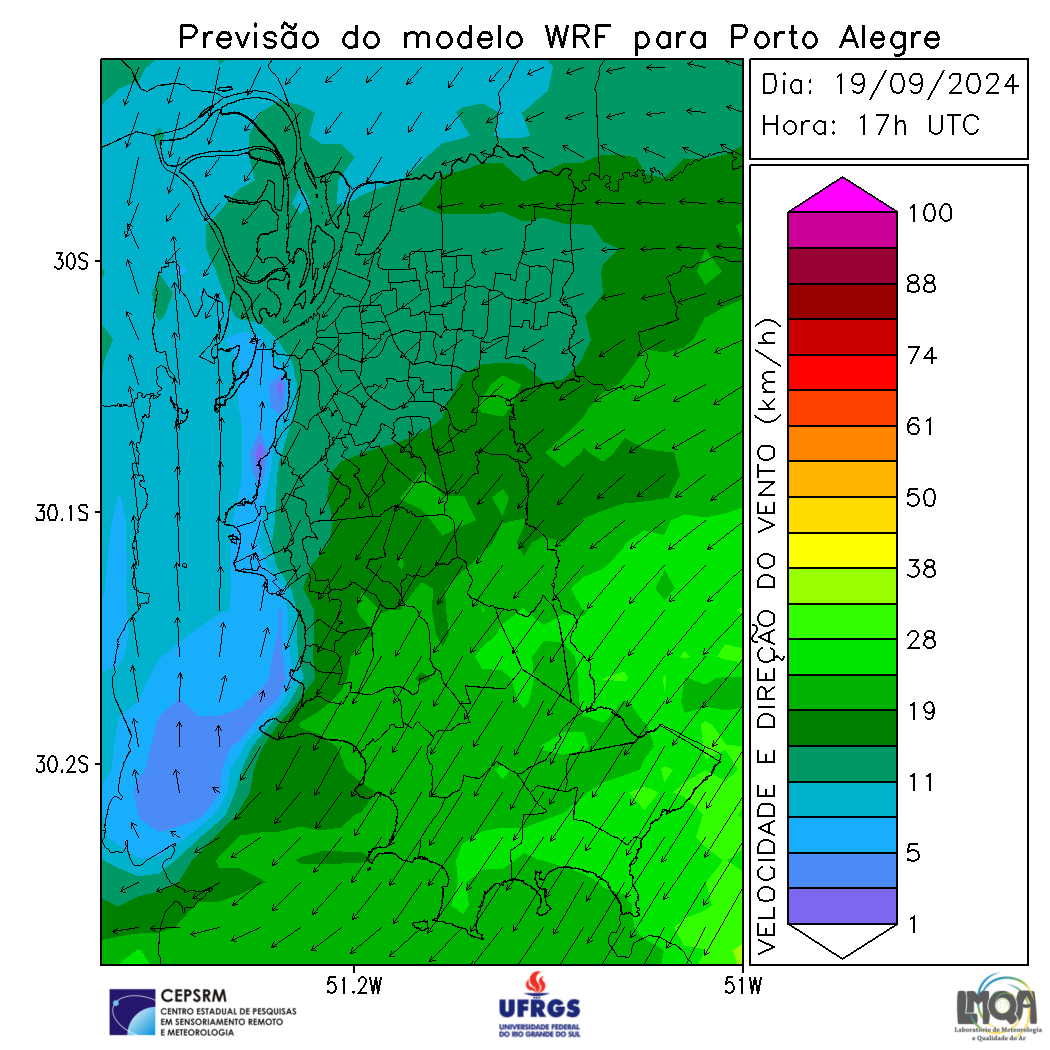 Previsão do modelo WRF para Porto Alegre
Dia: 19/09/2024
Hora: 17h UTC
30S
30.1S
30.2S
51.2W
51W
VELOCIDADE E DIREÇÃO DO VENTO (km/h)
100
88
74
61
50
38
28
19
11
5
1
CEPSRM
CENTRO ESTADUAL DE PESQUISAS
EM SENSORIAMENTO REMOTO
E METEOROLOGIA
UFRGS
UNIVERSIDADE FEDERAL
DO RIO GRANDE DO SUL
LMQA
Laboratório de Meteorologia
e Qualidade do Ar